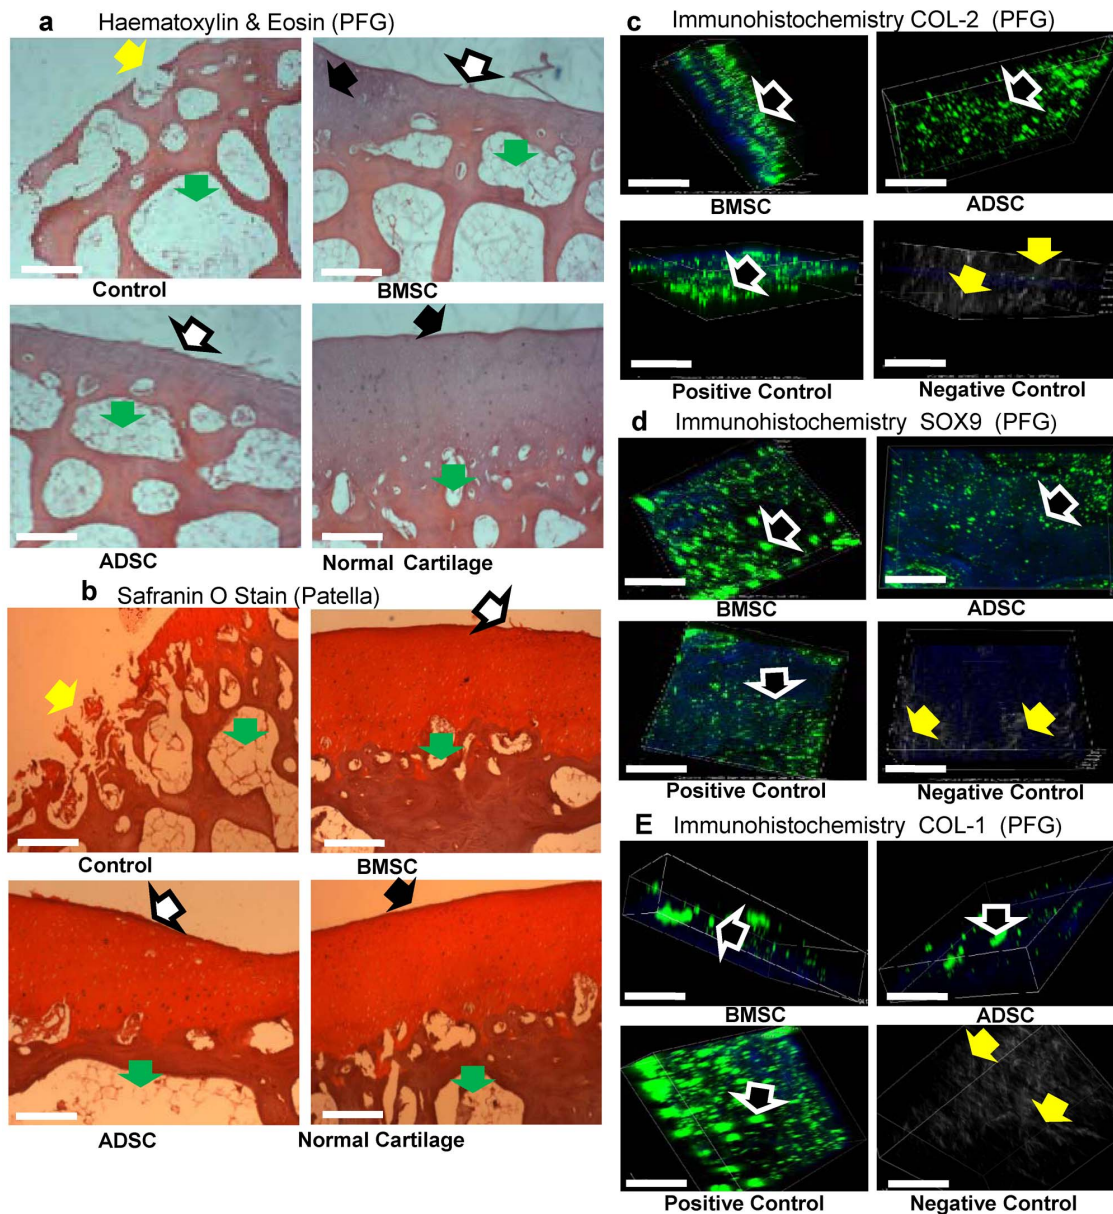 a Haematoxylin & Eosin (PFG)
Control
BMSC
ADSC
Normal Cartilage
b Safranin O Stain (Patella)
Control
BMSC
ADSC
Normal Cartilage
c Immunohistochemistry COL-2 (PFG)
BMSC
ADSC
Positive Control
Negative Control
d Immunohistochemistry SOX9 (PFG)
BMSC
ADSC
Positive Control
Negative Control
E Immunohistochemistry COL-1 (PFG)
BMSC
ADSC
Positive Control
Negative Control